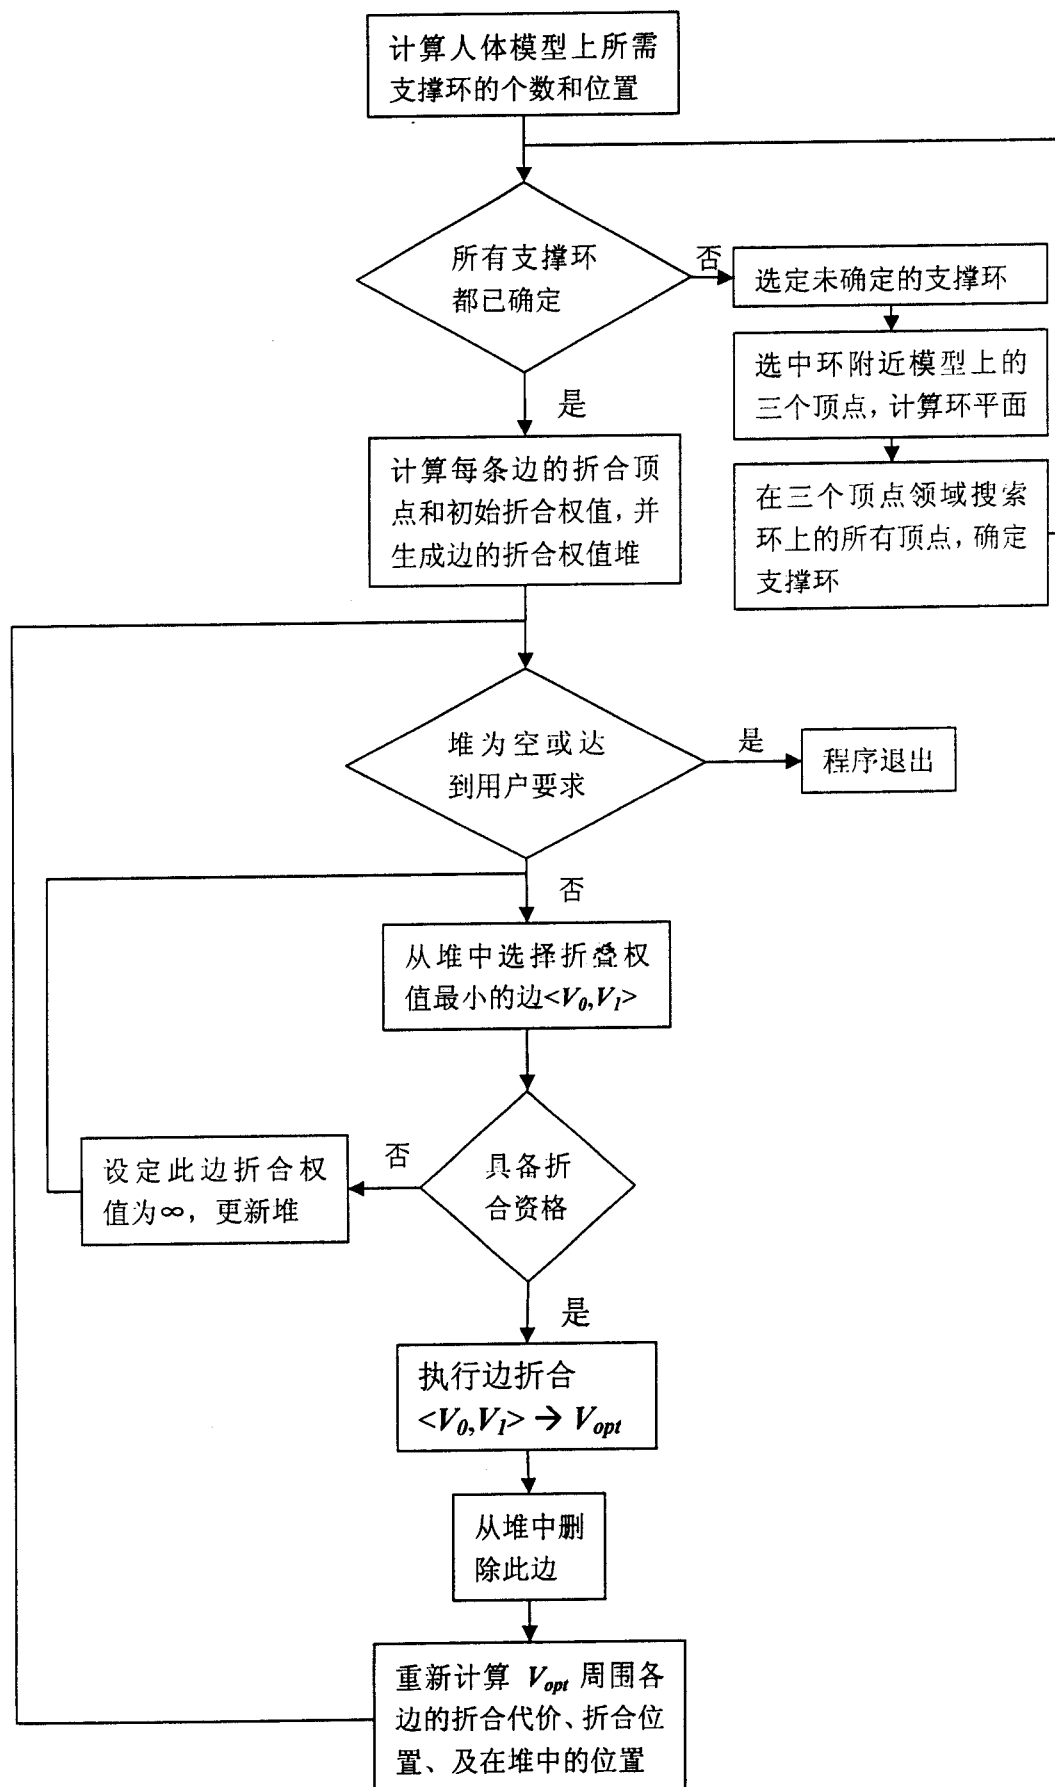 计算人体模型上所需
支撑环的个数和位置
所有支撑环
都已确定
否
选定未确定的支撑环
选中环附近模型上的
三个顶点，计算环平面
在三个顶点领域搜索
环上的所有顶点，确定
支撑环
是
计算每条边的折合顶
点和初始折合权值，并
生成边的折合权值堆
堆为空或达
到用户要求
是
程序退出
否
从堆中选择折叠权
值最小的边<V0,V1>
具备折
合资格
否
设定此边折合权
值为∞，更新堆
是
执行边折合
<V0,V1> → Vopt
从堆中删
除此边
重新计算 Vopt 周围各
边的折合代价、折合位
置、及在堆中的位置